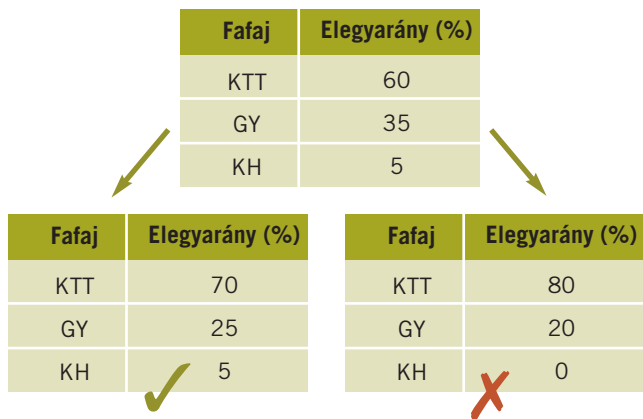 Fafaj Elegyarány (%)
KTT 60
GY 35
KH 5
Fafaj Elegyarány (%)
KTT 70
GY 25
KH 5
Fafaj Elegyarány (%)
KTT 80
GY 20
KH 0